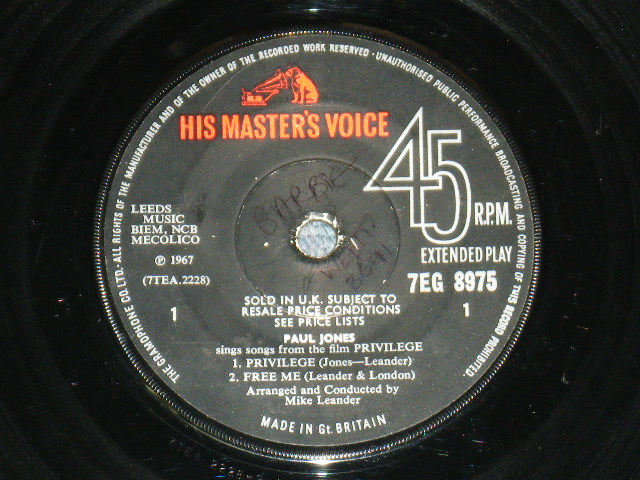 THE GRAMOPHONE CO. LTD. ALL RIGHTS OF THE MANUFACTURER AND OF THE OWNER OF THE RECORDED WORK RESERVED · UNAUTHORISED PUBLIC PERFORMANCE BROADCASTING AND COPYING OF THIS RECORD PROHIBITED
HIS MASTER'S VOICE
45
R.P.M.
EXTENDED PLAY
7EG 8975
1
LEEDS
MUSIC
BIEM, NCB
MECOLICO
℗ 1967
(7TEA.2228)
1
SOLD IN U.K. SUBJECT TO
RESALE PRICE CONDITIONS
SEE PRICE LISTS
PAUL JONES
sings songs from the film PRIVILEGE
1. PRIVILEGE (Jones—Leander)
2. FREE ME (Leander & London)
Arranged and Conducted by
Mike Leander
MADE IN Gt. BRITAIN